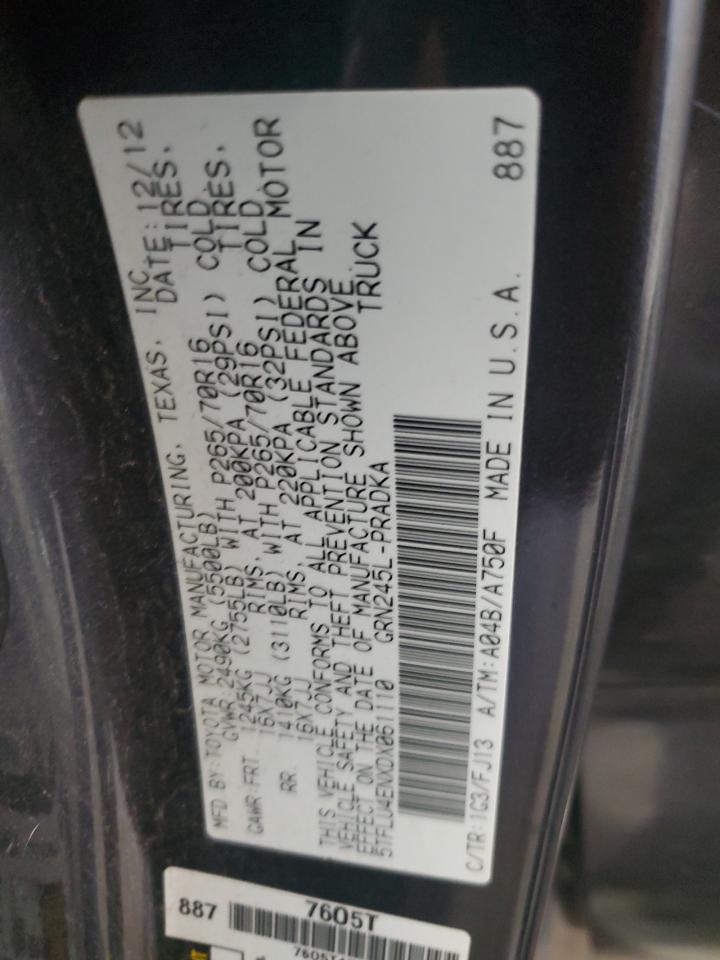 MFD BY:TOYOTA MOTOR MANUFACTURING, TEXAS, INC.
GVWR:2490KG (5500LB) DATE:12/12
GAWR:FRT. 1245KG (2755LB) WITH P265/70R16 TIRES,
16X7JJ RIMS, AT 200KPA (29PSI) COLD
RR. 1410KG (3110LB) WITH P265/70R16 TIRES,
16X7JJ RIMS, AT 220KPA (32PSI) COLD
THIS VEHICLE CONFORMS TO ALL APPLICABLE FEDERAL MOTOR
VEHICLE SAFETY AND THEFT PREVENTION STANDARDS IN
EFFECT ON THE DATE OF MANUFACTURE SHOWN ABOVE.
5TFLU4ENXDX061110 GRN245L-PRADKA TRUCK
C/TR:1G3/FJ13 A/TM:A04B/A750F MADE IN U.S.A. 887
887 7605T